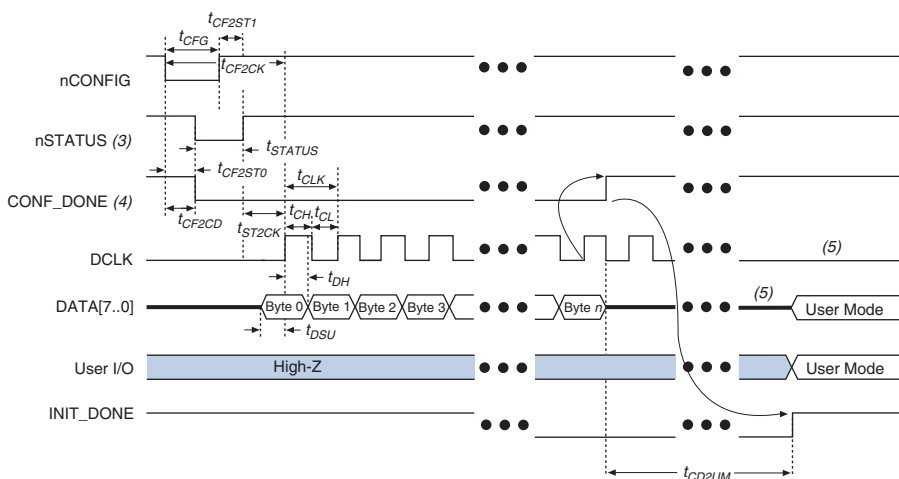 tCF2ST1
tCFG
tCF2CK
nCONFIG
nSTATUS (3)
tSTATUS
tCF2ST0
tCLK
CONF_DONE (4)
tCF2CD
tST2CK
tCH
tCL
DCLK
(5)
tDH
DATA[7..0]
Byte 0
Byte 1
Byte 2
Byte 3
Byte n
(5)
User Mode
tDSU
User I/O
High-Z
User Mode
INIT_DONE
tCD2UM